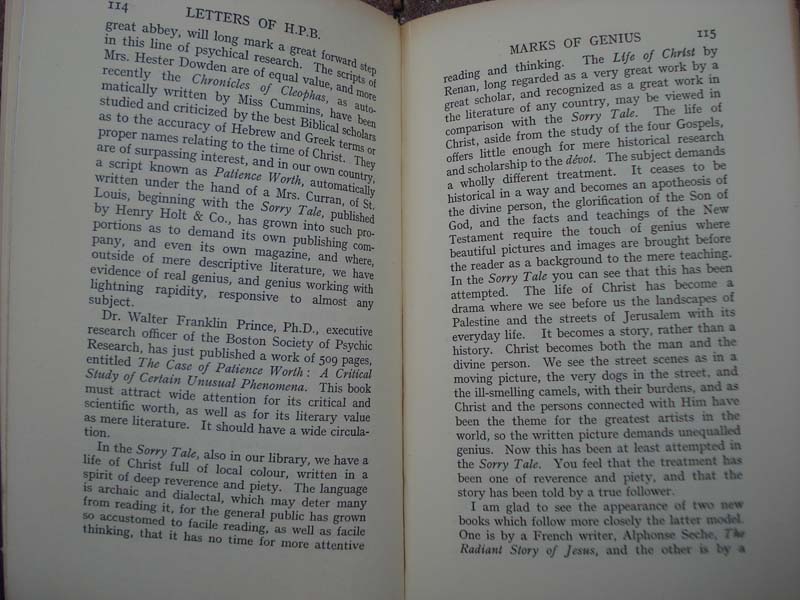 114 LETTERS OF H.P.B.
great abbey, will long mark a great forward step
in this line of psychical research. The scripts of
Mrs. Hester Dowden are of equal value, and more
recently the Chronicles of Cleophas, as auto-
matically written by Miss Cummins, have been
studied and criticized by the best Biblical scholars
as to the accuracy of Hebrew and Greek terms or
proper names relating to the time of Christ. They
are of surpassing interest, and in our own country,
a script known as Patience Worth, automatically
written under the hand of a Mrs. Curran, of St.
Louis, beginning with the Sorry Tale, published
by Henry Holt & Co., has grown into such pro-
portions as to demand its own publishing com-
pany, and even its own magazine, and where,
outside of mere descriptive literature, we have
evidence of real genius, and genius working with
lightning rapidity, responsive to almost any
subject.
Dr. Walter Franklin Prince, Ph.D., executive
research officer of the Boston Society of Psychic
Research, has just published a work of 509 pages,
entitled The Case of Patience Worth: A Critical
Study of Certain Unusual Phenomena. This book
must attract wide attention for its critical and
scientific worth, as well as for its literary value
as mere literature. It should have a wide circula-
tion.
In the Sorry Tale, also in our library, we have a
life of Christ full of local colour, written in a
spirit of deep reverence and piety. The language
is archaic and dialectal, which may deter many
from reading it, for the general public has grown
so accustomed to facile reading, as well as facile
thinking, that it has no time for more attentive
MARKS OF GENIUS 115
reading and thinking. The Life of Christ by
Renan, long regarded as a very great work by a
great scholar, and recognized as a great work in
the literature of any country, may be viewed in
comparison with the Sorry Tale. The life of
Christ, aside from the study of the four Gospels,
offers little enough for mere historical research
and scholarship to the dévot. The subject demands
a wholly different treatment. It ceases to be
historical in a way and becomes an apotheosis of
the divine person, the glorification of the Son of
God, and the facts and teachings of the New
Testament require the touch of genius where
beautiful pictures and images are brought before
the reader as a background to the mere teaching.
In the Sorry Tale you can see that this has been
attempted. The life of Christ has become a
drama where we see before us the landscapes of
Palestine and the streets of Jerusalem with its
everyday life. It becomes a story, rather than a
history. Christ becomes both the man and the
divine person. We see the street scenes as in a
moving picture, the very dogs in the street, and
the ill-smelling camels, with their burdens, and as
Christ and the persons connected with Him have
been the theme for the greatest artists in the
world, so the written picture demands unequalled
genius. Now this has been at least attempted in
the Sorry Tale. You feel that the treatment has
been one of reverence and piety, and that the
story has been told by a true follower.
I am glad to see the appearance of two new
books which follow more closely the latter model.
One is by a French writer, Alphonse Seche, The
Radiant Story of Jesus, and the other is by a